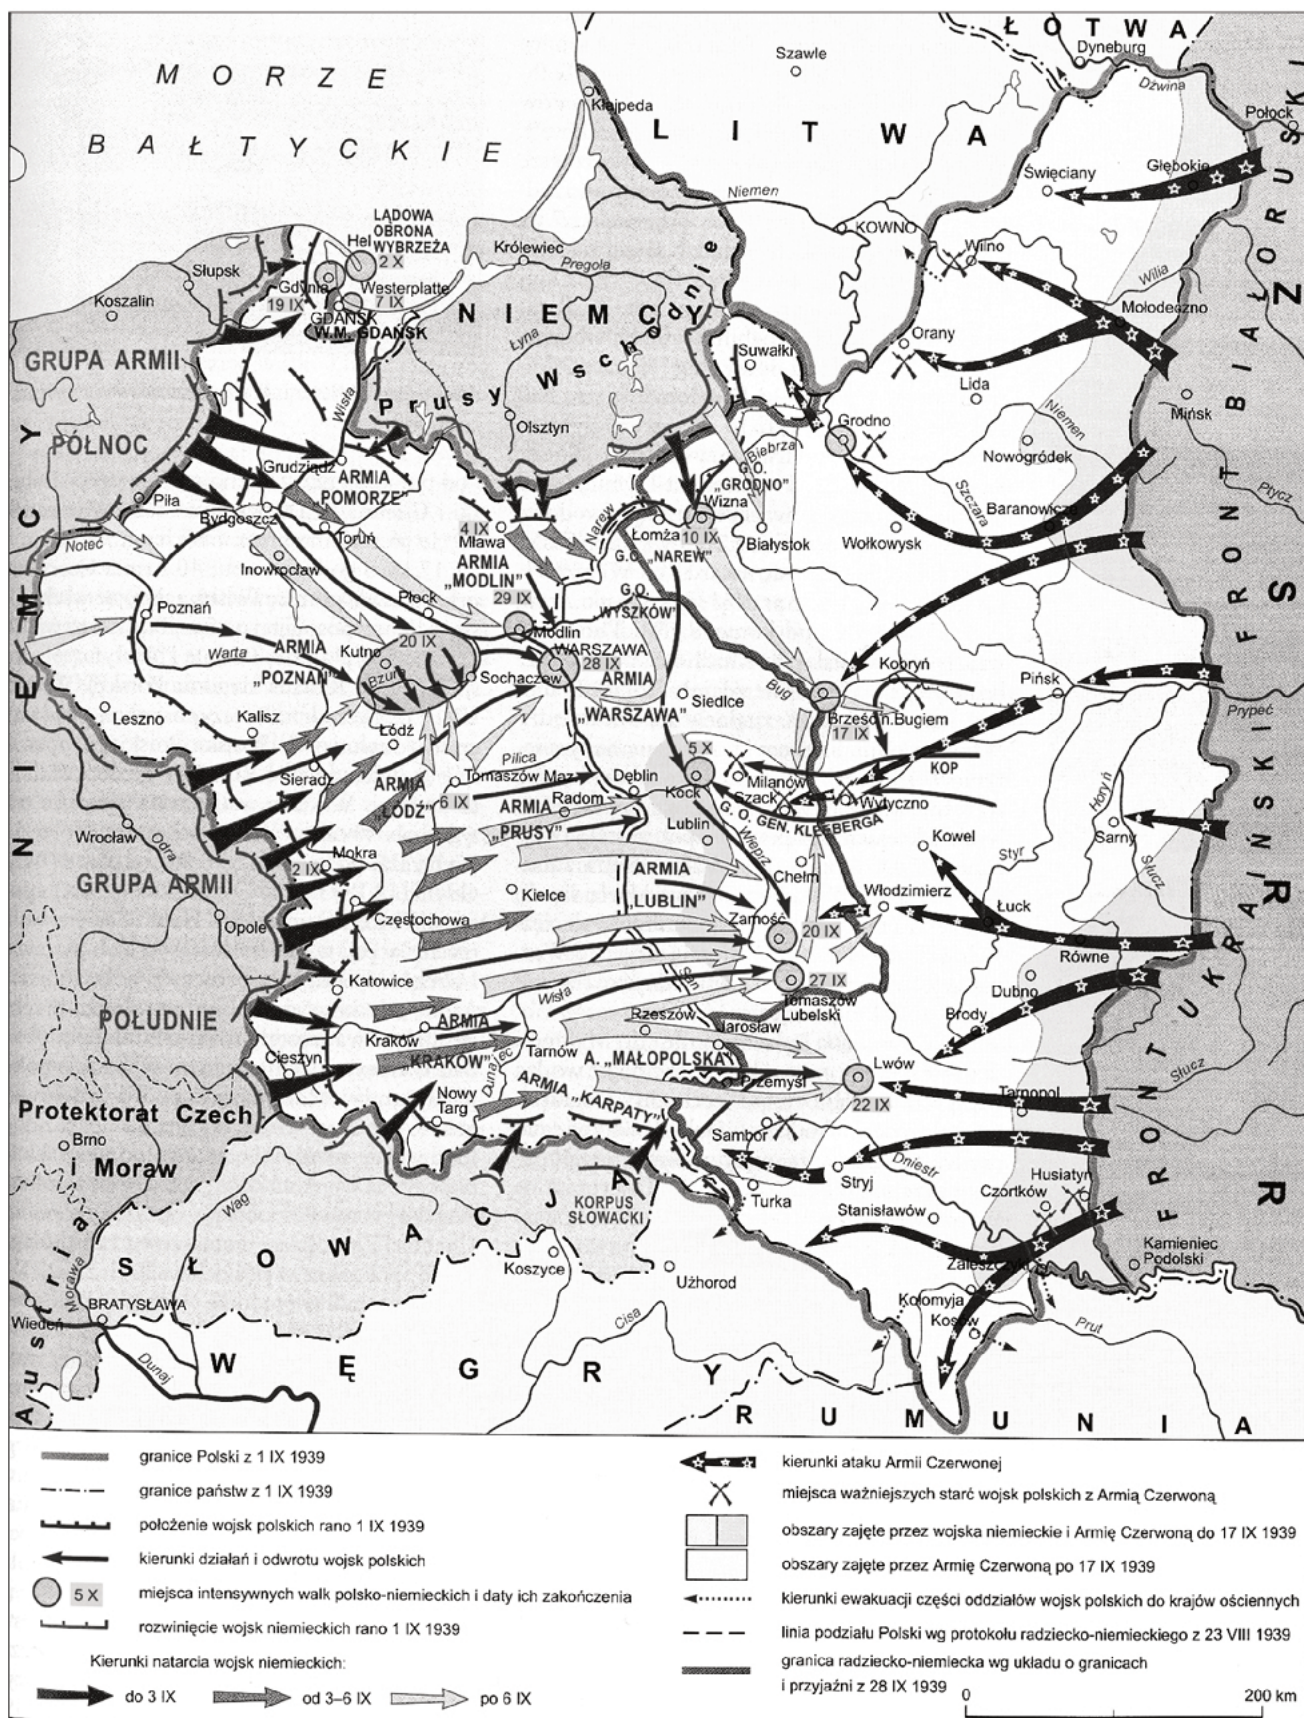 MORZE
BAŁTYCKIE
ŁOTWA
Dyneburg
Dźwina
Połock
Szawle
Kłajpeda
LITWA
Święciany
Głębokie
Niemen
KOWNO
Wilno
Wilia
Mołodeczno
LĄDOWA
OBRONA
WYBRZEŻA
Hel
2 X
Gdynia
19 IX
Westerplatte
7 IX
GDAŃSK
W.M. GDAŃSK
Królewiec
Pregoła
Słupsk
Koszalin
NIEMCY
Prusy Wschodnie
Łyna
Olsztyn
Suwałki
Orany
Lida
Mińsk
Niemen
Nowogródek
Ptycz
GRUPA ARMII
PÓŁNOC
Wisła
Grudziądz
ARMIA
„POMORZE”
Piła
Bydgoszcz
Toruń
Noteć
Inowrocław
4 IX
Mława
ARMIA
„MODLIN”
29 IX
Modlin
Narew
Biebrza
G.O.
„GRODNO”
Wizna
10 IX
Łomża
G.O. „NAREW”
Białystok
Grodno
Szczara
Baranowicze
Wołkowysk
G.O.
„WYSZKÓW”
Płock
NIEMCY
Poznań
Warta
ARMIA
„POZNAŃ”
Kutno
20 IX
Bzura
Sochaczew
WARSZAWA
28 IX
ARMIA
„WARSZAWA”
Siedlce
Bug
Kobryń
Pińsk
Prypeć
Brześć n. Bugiem
17 IX
Leszno
Kalisz
Łódź
Sieradz
Pilica
Tomaszów Maz.
6 IX
ARMIA
„ŁÓDŹ”
ARMIA
„PRUSY”
Radom
Dęblin
5 X
Kock
Milanów
Szack
Wytyczno
KOP
G. O. GEN. KLEEBERGA
Lublin
Wieprz
Horyń
Sarny
Kowel
Styr
Słucz
Wrocław
Odra
GRUPA ARMII
POŁUDNIE
Mokra
2 IX
Częstochowa
Opole
Kielce
ARMIA
„LUBLIN”
Chełm
Zamość
20 IX
Włodzimierz
Łuck
Równe
27 IX
Tomaszów
Lubelski
Dubno
Brody
Słucz
Katowice
Wisła
San
Rzeszów
Jarosław
Cieszyn
Kraków
ARMIA
„KRAKÓW”
Tarnów
Dunajec
A. „MAŁOPOLSKA”
Przemyśl
Lwów
22 IX
Tarnopol
Nowy
Targ
ARMIA „KARPATY”
Sambor
Turka
Stryj
Dniestr
Stanisławów
Czortków
Husiatyn
Zaleszczyki
Kamieniec
Podolski
Kołomyja
Kosów
Prut
Protektorat Czech
i Moraw
Brno
Wag
SŁOWACJA
KORPUS
SŁOWACKI
Koszyce
Użhorod
Cisa
Austria
Morawa
BRATYSŁAWA
Wiedeń
Dunaj
WĘGRY
RUMUNIA
FRONT BIAŁORUSKI
FRONT UKRAIŃSKI
ZSRR
granice Polski z 1 IX 1939
granice państw z 1 IX 1939
położenie wojsk polskich rano 1 IX 1939
kierunki działań i odwrotu wojsk polskich
5 X
miejsca intensywnych walk polsko-niemieckich i daty ich zakończenia
rozwinięcie wojsk niemieckich rano 1 IX 1939
Kierunki natarcia wojsk niemieckich:
do 3 IX
od 3–6 IX
po 6 IX
kierunki ataku Armii Czerwonej
miejsca ważniejszych starć wojsk polskich z Armią Czerwoną
obszary zajęte przez wojska niemieckie i Armię Czerwoną do 17 IX 1939
obszary zajęte przez Armię Czerwoną po 17 IX 1939
kierunki ewakuacji części oddziałów wojsk polskich do krajów ościennych
linia podziału Polski wg protokołu radziecko-niemieckiego z 23 VIII 1939
granica radziecko-niemiecka wg układu o granicach
i przyjaźni z 28 IX 1939
0
200 km